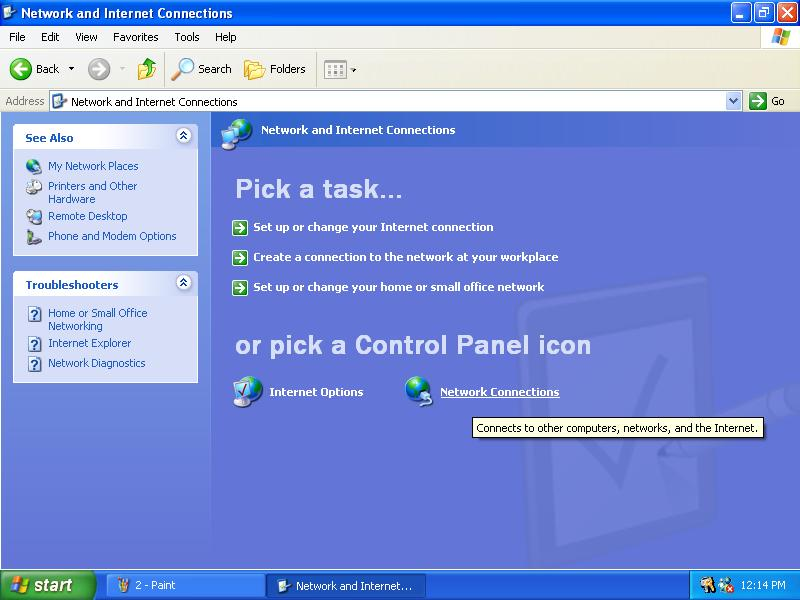 Network and Internet Connections
File Edit View Favorites Tools Help
Back Search Folders
Address Network and Internet Connections Go
See Also
My Network Places
Printers and Other
Hardware
Remote Desktop
Phone and Modem Options
Troubleshooters
Home or Small Office
Networking
Internet Explorer
Network Diagnostics
Network and Internet Connections
Pick a task...
Set up or change your Internet connection
Create a connection to the network at your workplace
Set up or change your home or small office network
or pick a Control Panel icon
Internet Options Network Connections
Connects to other computers, networks, and the Internet.
start 2 - Paint Network and Internet... 12:14 PM